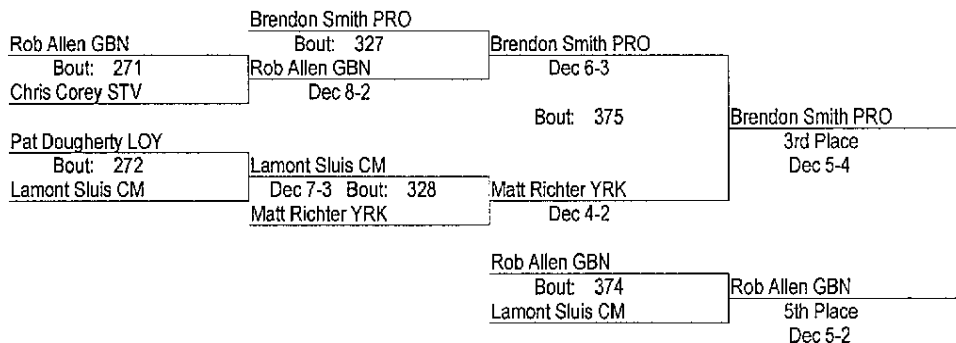 Brendon Smith PRO
Rob Allen GBN
Bout: 327
Brendon Smith PRO
Bout: 271
Rob Allen GBN
Dec 6-3
Chris Corey STV
Dec 8-2
Bout: 375
Brendon Smith PRO
Pat Dougherty LOY
3rd Place
Bout: 272
Lamont Sluis CM
Dec 5-4
Lamont Sluis CM
Dec 7-3 Bout: 328
Matt Richter YRK
Matt Richter YRK
Dec 4-2
Rob Allen GBN
Bout: 374
Rob Allen GBN
Lamont Sluis CM
5th Place
Dec 5-2